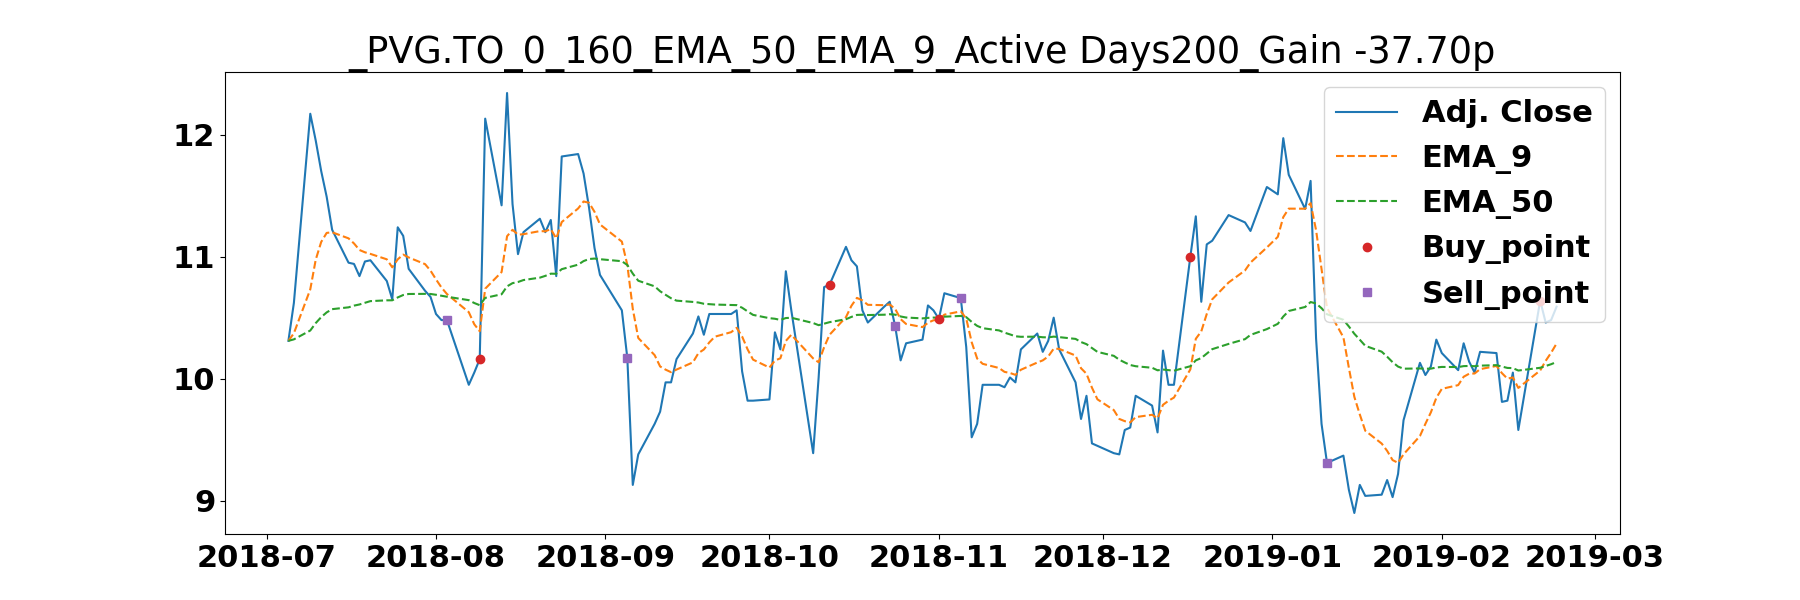 _PVG.TO_0_160_EMA_50_EMA_9_Active Days200_Gain -37.70p
12
11
10
9
Adj. Close
EMA_9
EMA_50
Buy_point
Sell_point
2018-07 2018-08 2018-09 2018-10 2018-11 2018-12 2019-01 2019-02 2019-03